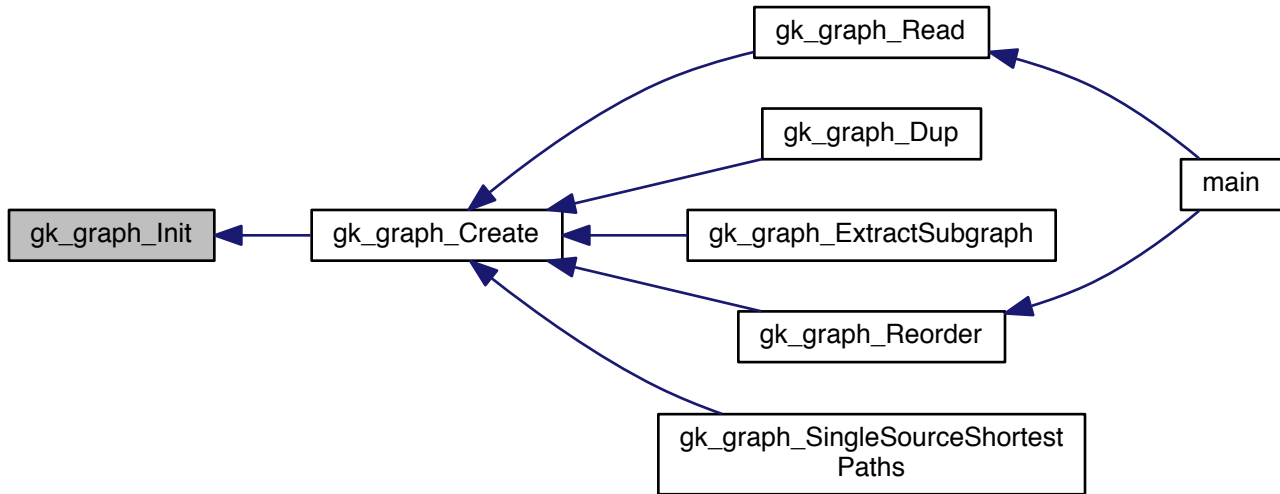 gk_graph_Init
gk_graph_Create
gk_graph_Read
gk_graph_Dup
gk_graph_ExtractSubgraph
gk_graph_Reorder
gk_graph_SingleSourceShortest
Paths
main